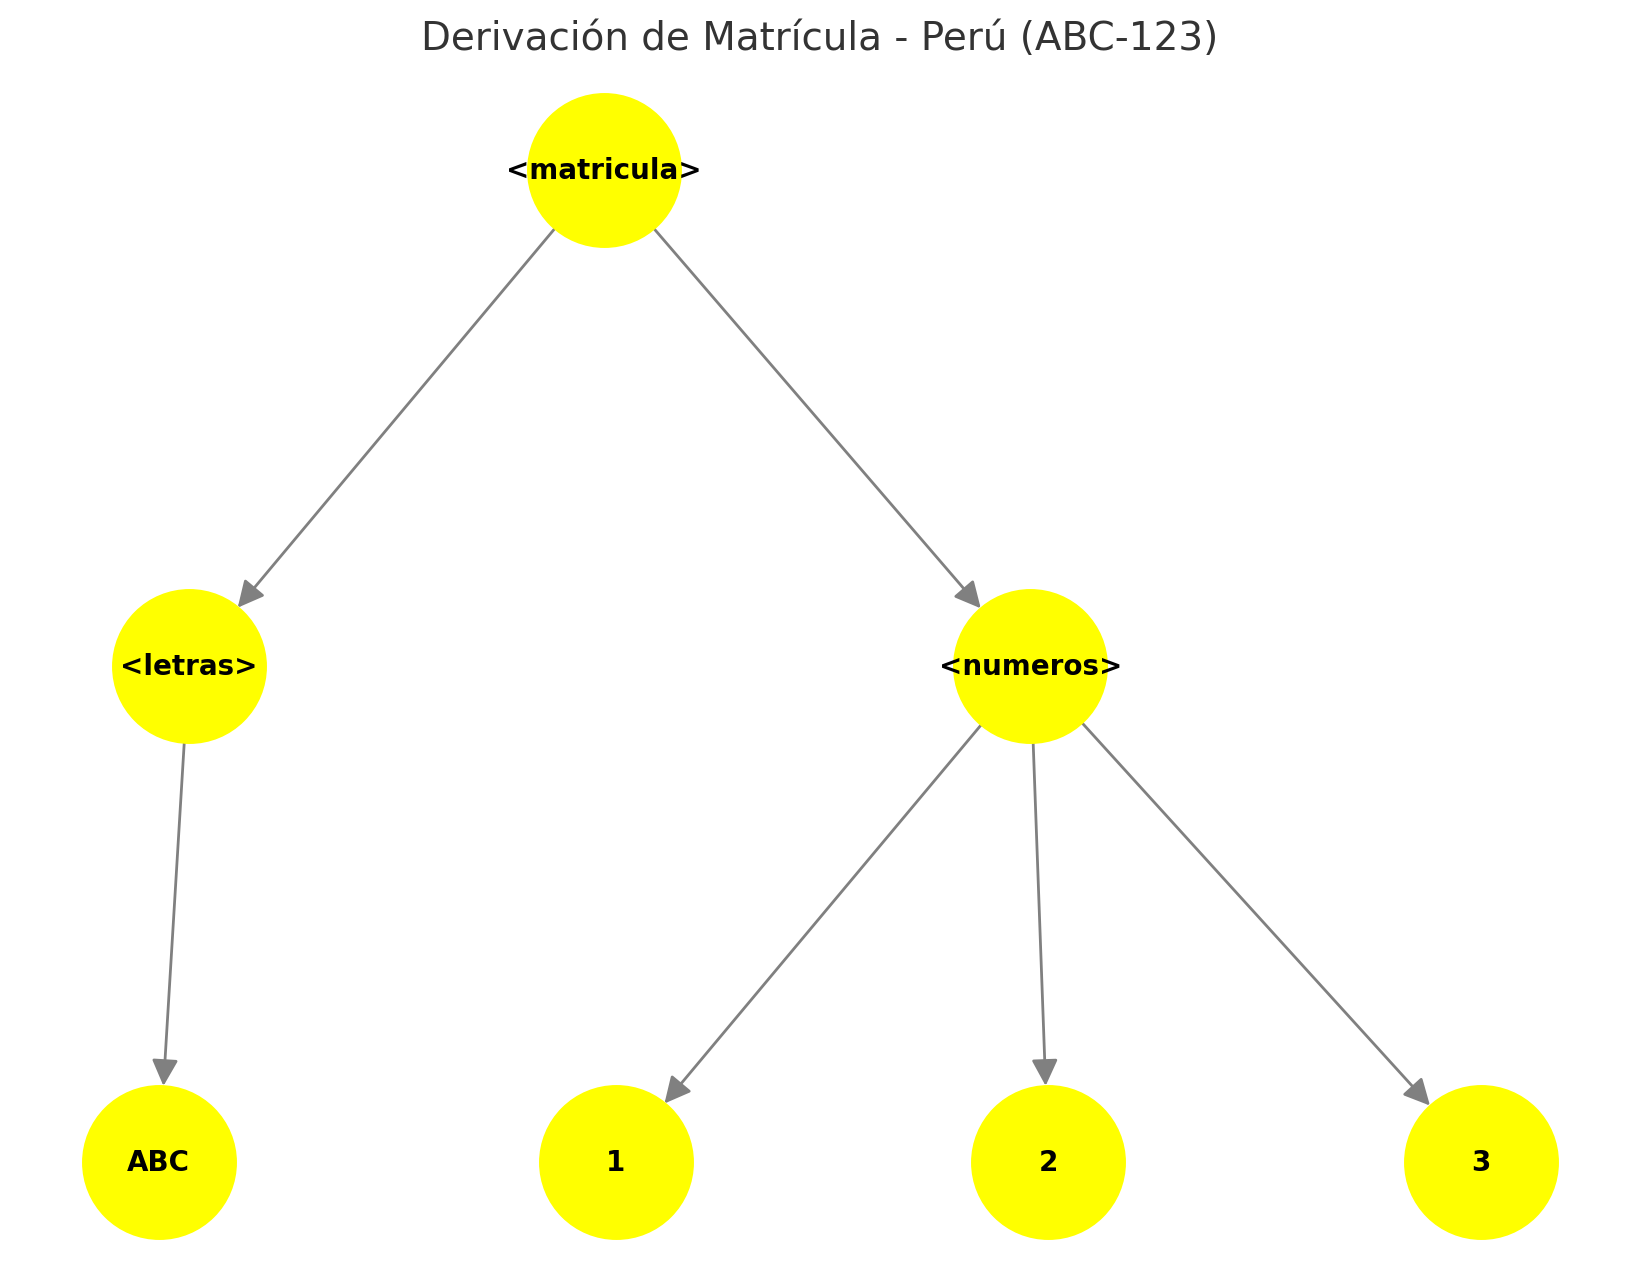 Derivación de Matrícula - Perú (ABC-123)
<matricula>
<letras>
<numeros>
ABC
1
2
3